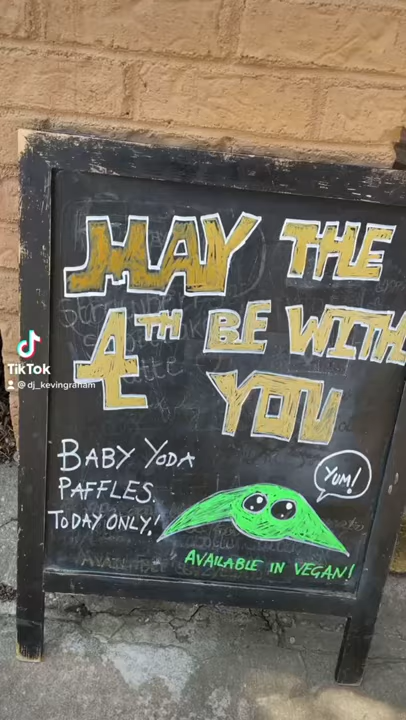 MAY THE
4TH BE WITH
YOU
BABY YODA
PAFFLES.
TODAY ONLY!
YUM!
AVAILABLE IN VEGAN!
TikTok
@dj_kevingraham